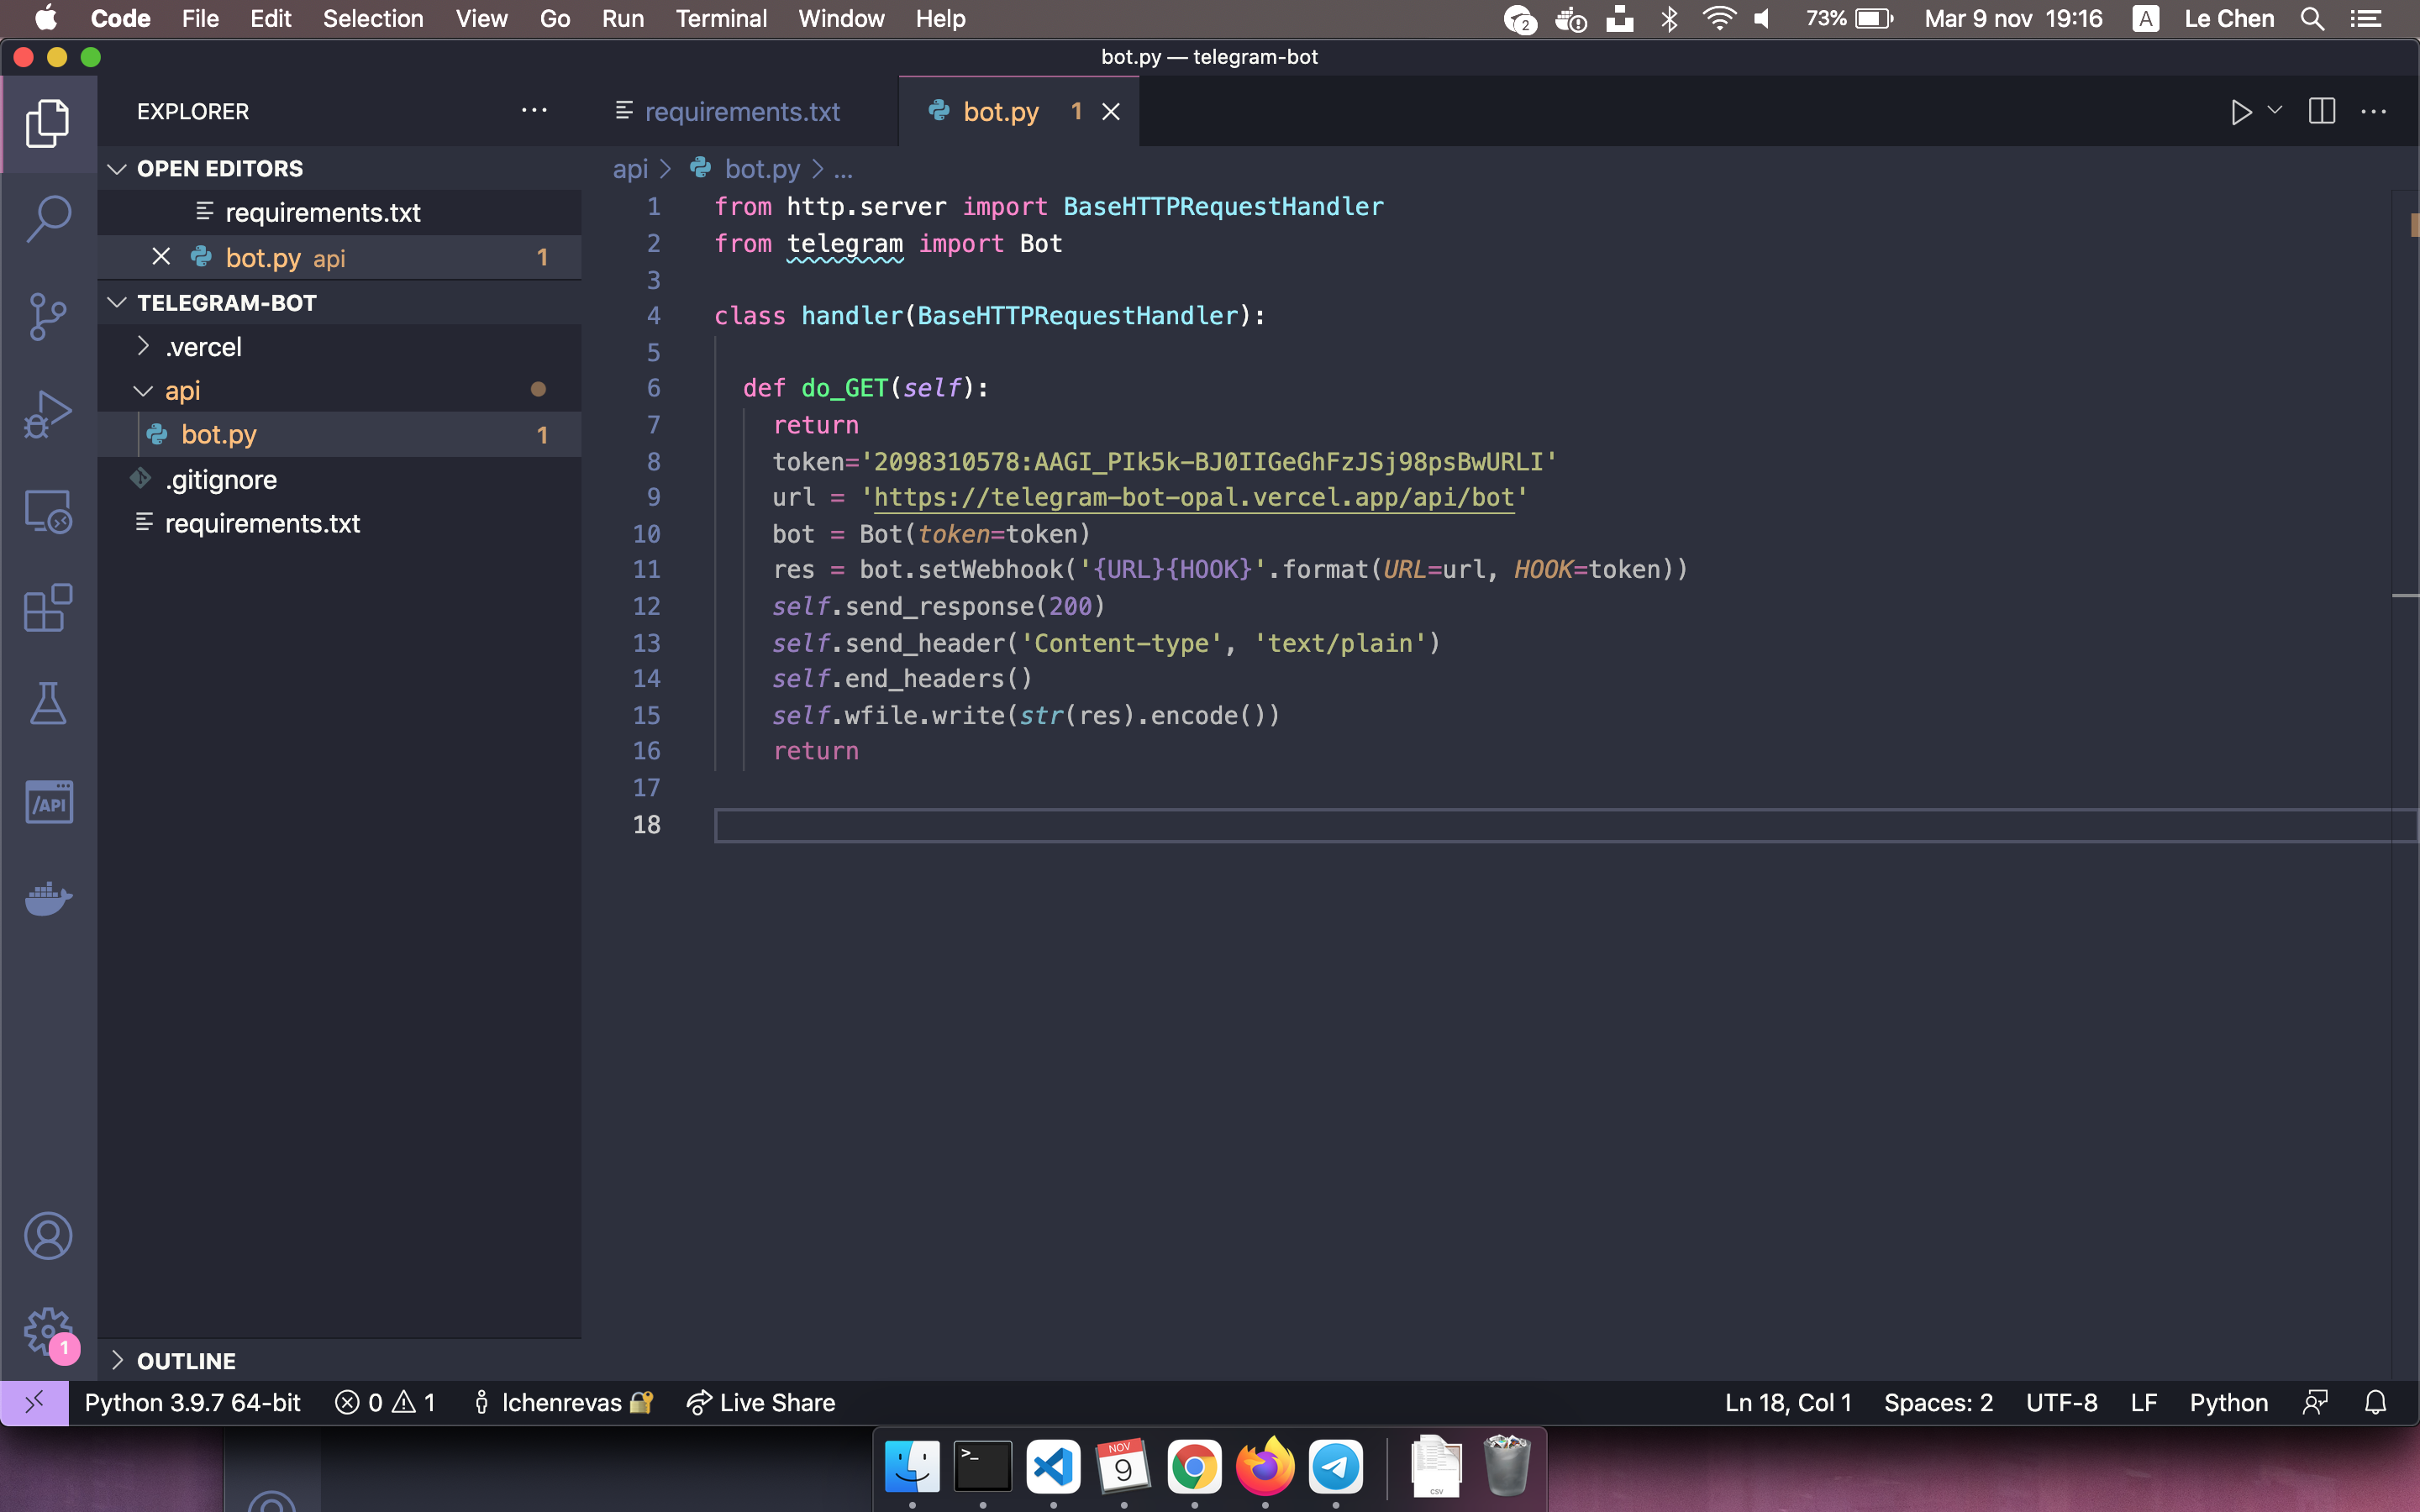 Code File Edit Selection View Go Run Terminal Window Help 2 73% Mar 9 nov 19:16 A Le Chen
bot.py — telegram-bot
EXPLORER
requirements.txt
bot.py 1
OPEN EDITORS
requirements.txt
bot.py api 1
TELEGRAM-BOT
.vercel
api
bot.py 1
.gitignore
requirements.txt
api > bot.py > ...
1 from http.server import BaseHTTPRequestHandler
2 from telegram import Bot
3
4 class handler(BaseHTTPRequestHandler):
5
6 def do_GET(self):
7 return
8 token='2098310578:AAGI_PIk5k-BJ0IIGeGhFzJSj98psBwURLI'
9 url = 'https://telegram-bot-opal.vercel.app/api/bot'
10 bot = Bot(token=token)
11 res = bot.setWebhook('{URL}{HOOK}'.format(URL=url, HOOK=token))
12 self.send_response(200)
13 self.send_header('Content-type', 'text/plain')
14 self.end_headers()
15 self.wfile.write(str(res).encode())
16 return
17
18
/API
1
OUTLINE
Python 3.9.7 64-bit 0 1 lchenrevas Live Share Ln 18, Col 1 Spaces: 2 UTF-8 LF Python
>_
NOV
9
CSV